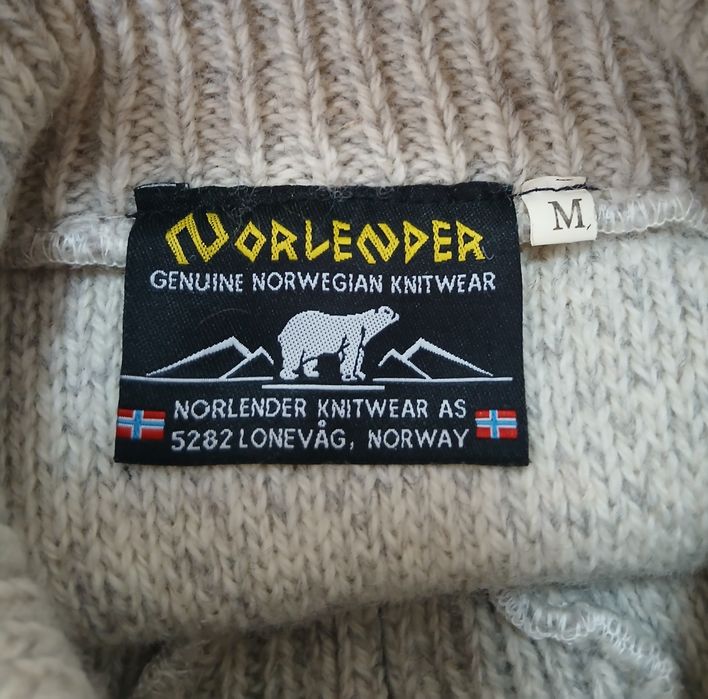 NORLENDER
M
GENUINE NORWEGIAN KNITWEAR
NORLENDER KNITWEAR AS
5282 LONEVÅG, NORWAY